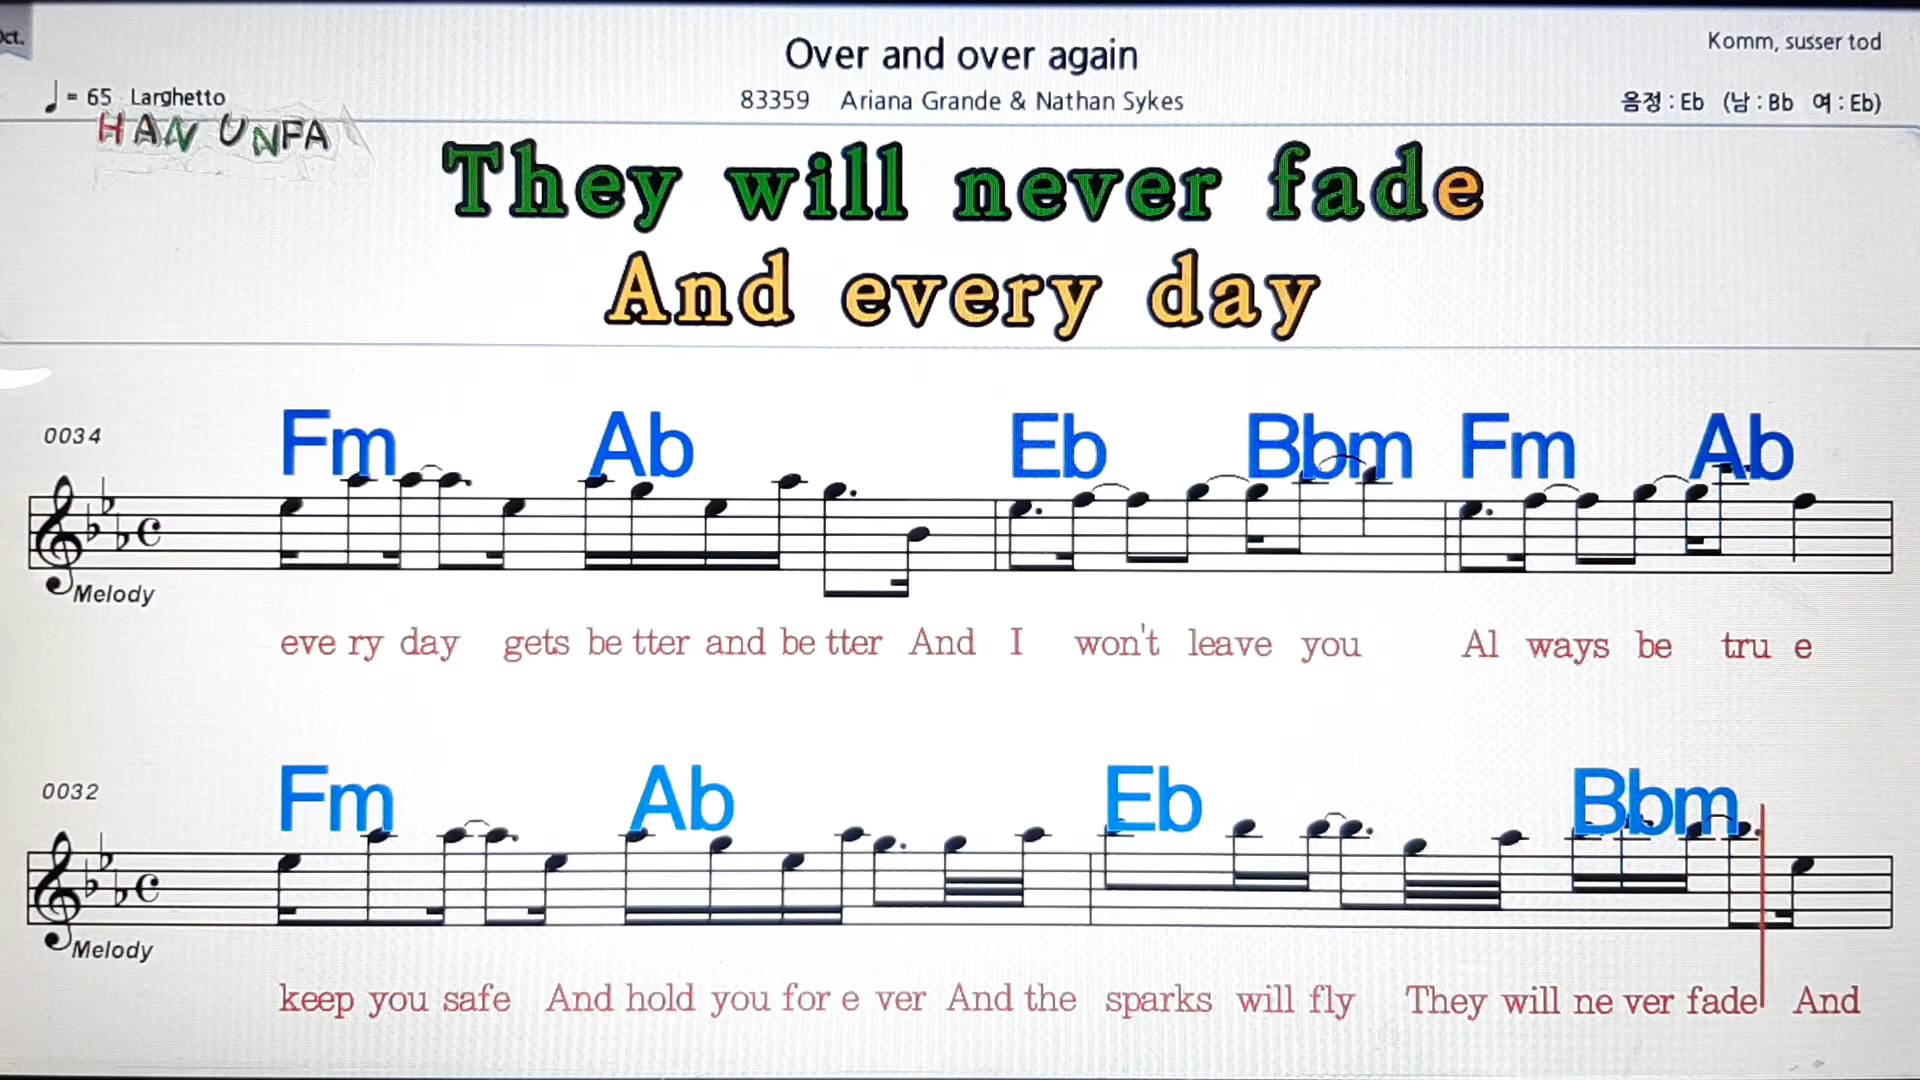 Oct.
Over and over again
Komm, susser tod
♩ = 65 Larghetto
83359 Ariana Grande & Nathan Sykes
음정 : Eb (남 : Bb 여 : Eb)
HAN UNFA
They will never fade
And every day
0034
Fm Ab Eb Bbm Fm Ab
Melody
eve ry day gets be tter and be tter And I won't leave you Al ways be tru e
0032
Fm Ab Eb Bbm
Melody
keep you safe And hold you for e ver And the sparks will fly They will ne ver fade And